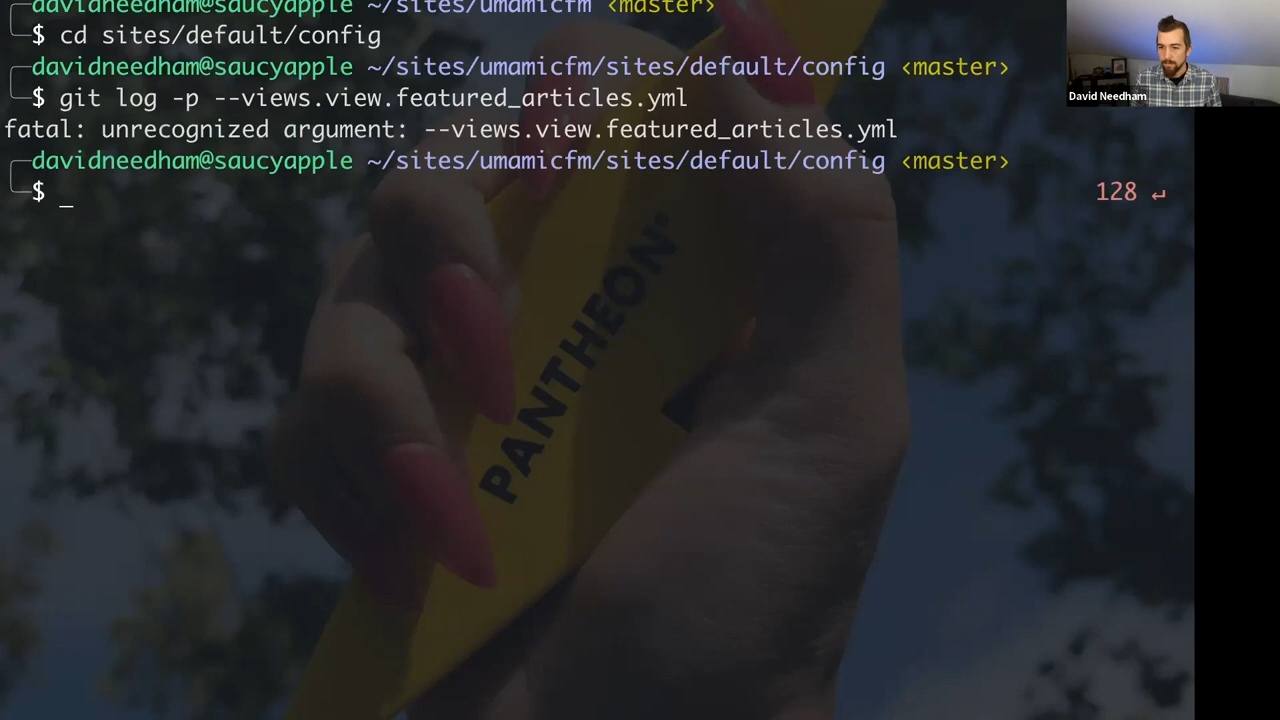 davidneedham@saucyapple ~/sites/umamicfm ‹master›
$ cd sites/default/config
davidneedham@saucyapple ~/sites/umamicfm/sites/default/config ‹master›
$ git log -p --views.view.featured_articles.yml
fatal: unrecognized argument: --views.view.featured_articles.yml
davidneedham@saucyapple ~/sites/umamicfm/sites/default/config ‹master›
$ _ 128 ↵
David Needham
PANTHEON